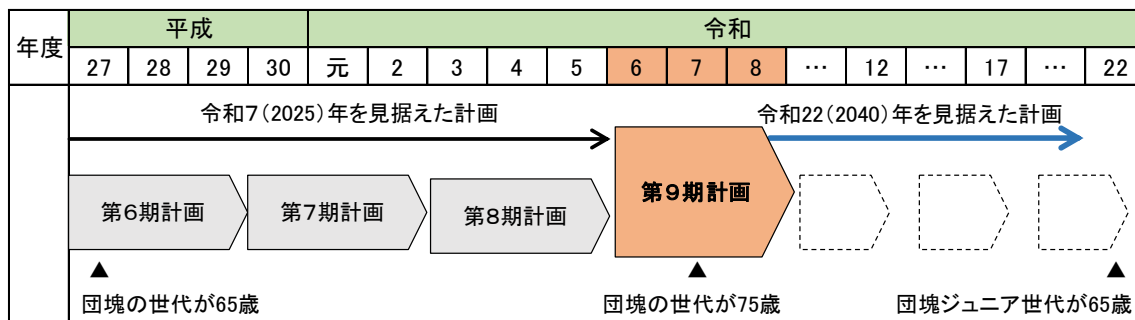 年度
平成
令和
27 28 29 30 元 2 3 4 5 6 7 8 … 12 … 17 … 22
令和7(2025)年を見据えた計画
令和22(2040)年を見据えた計画
第6期計画
第7期計画
第8期計画
第9期計画
▲
▲
▲
団塊の世代が65歳
団塊の世代が75歳
団塊ジュニア世代が65歳